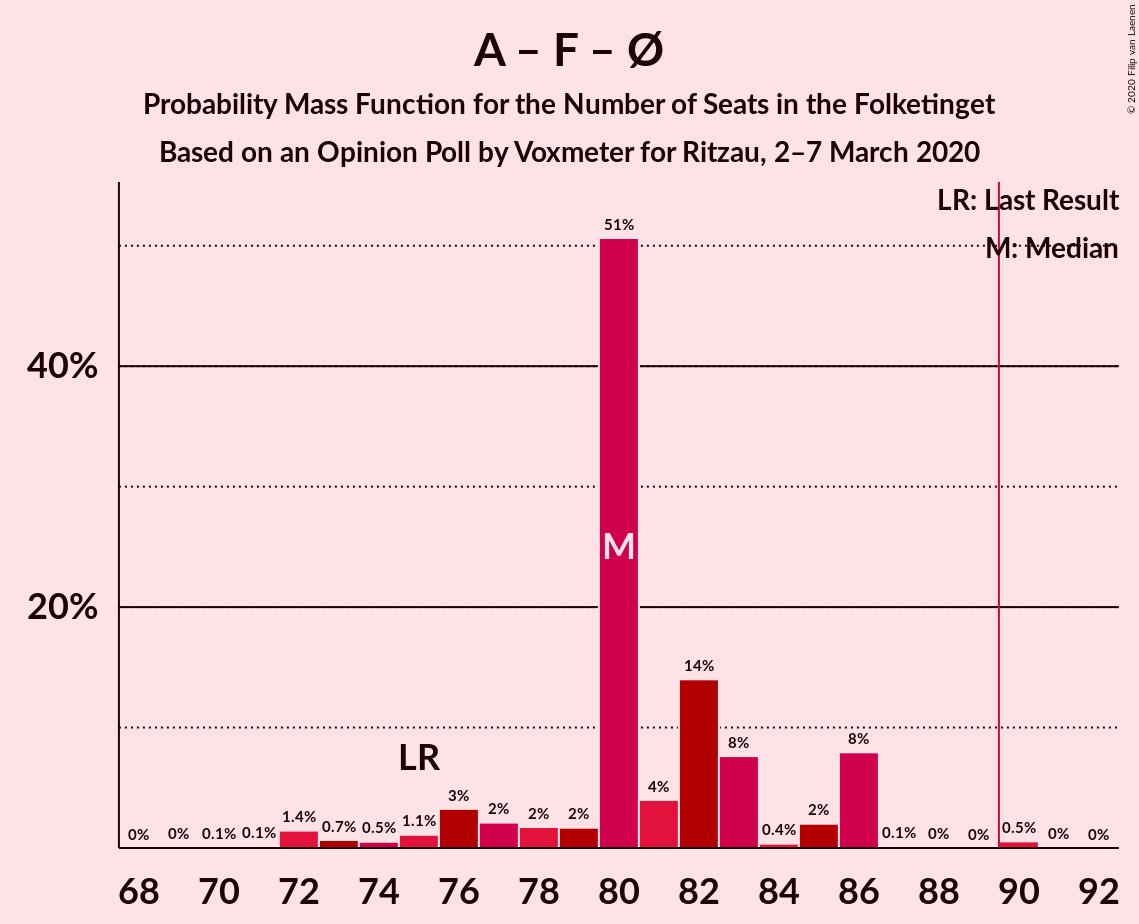 A – F – Ø
Probability Mass Function for the Number of Seats in the Folketinget
Based on an Opinion Poll by Voxmeter for Ritzau, 2–7 March 2020
© 2020 Filip van Laenen
LR: Last Result
M: Median
40%
20%
0% 0% 0.1% 0.1% 1.4% 0.7% 0.5% 1.1% 3% 2% 2% 2% 51% 4% 14% 8% 0.4% 2% 8% 0.1% 0% 0% 0.5% 0% 0%
LR
M
68 70 72 74 76 78 80 82 84 86 88 90 92